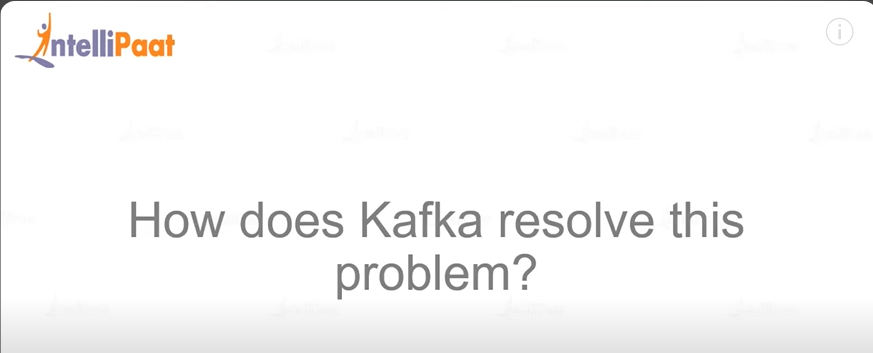 IntelliPaat
How does Kafka resolve this
problem?